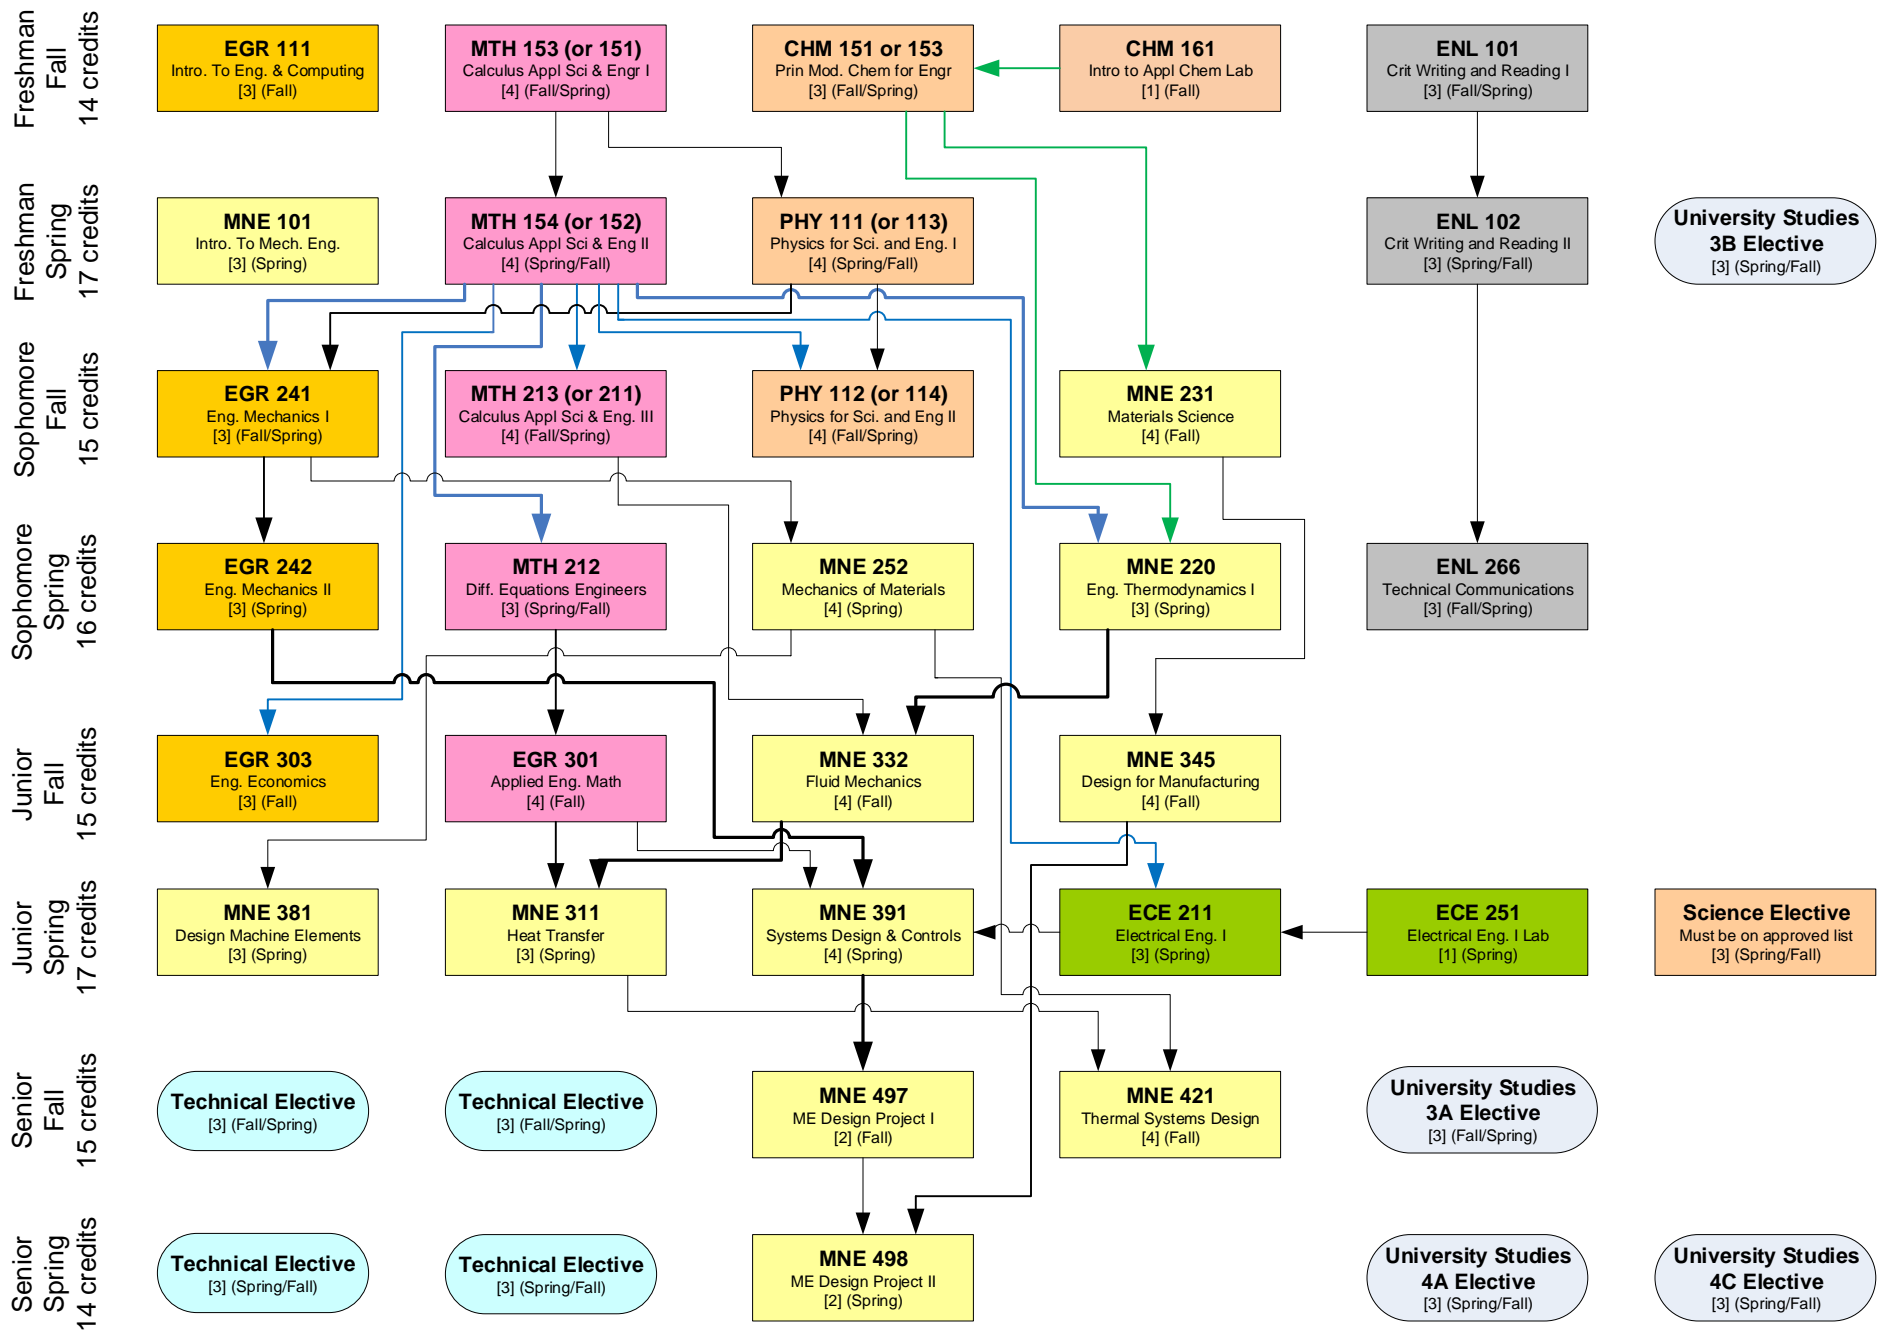 Freshman
Fall
14 credits
EGR 111
Intro. To Eng. & Computing
[3] (Fall)
MTH 153 (or 151)
Calculus Appl Sci & Engr I
[4] (Fall/Spring)
CHM 151 or 153
Prin Mod. Chem for Engr
[3] (Fall/Spring)
CHM 161
Intro to Appl Chem Lab
[1] (Fall)
ENL 101
Crit Writing and Reading I
[3] (Fall/Spring)
Freshman
Spring
17 credits
MNE 101
Intro. To Mech. Eng.
[3] (Spring)
MTH 154 (or 152)
Calculus Appl Sci & Eng II
[4] (Spring/Fall)
PHY 111 (or 113)
Physics for Sci. and Eng. I
[4] (Spring/Fall)
ENL 102
Crit Writing and Reading II
[3] (Spring/Fall)
University Studies
3B Elective
[3] (Spring/Fall)
Sophomore
Fall
15 credits
EGR 241
Eng. Mechanics I
[3] (Fall/Spring)
MTH 213 (or 211)
Calculus Appl Sci & Eng. III
[4] (Fall/Spring)
PHY 112 (or 114)
Physics for Sci. and Eng II
[4] (Fall/Spring)
MNE 231
Materials Science
[4] (Fall)
Sophomore
Spring
16 credits
EGR 242
Eng. Mechanics II
[3] (Spring)
MTH 212
Diff. Equations Engineers
[3] (Spring/Fall)
MNE 252
Mechanics of Materials
[4] (Spring)
MNE 220
Eng. Thermodynamics I
[3] (Spring)
ENL 266
Technical Communications
[3] (Fall/Spring)
Junior
Fall
15 credits
EGR 303
Eng. Economics
[3] (Fall)
EGR 301
Applied Eng. Math
[4] (Fall)
MNE 332
Fluid Mechanics
[4] (Fall)
MNE 345
Design for Manufacturing
[4] (Fall)
Junior
Spring
17 credits
MNE 381
Design Machine Elements
[3] (Spring)
MNE 311
Heat Transfer
[3] (Spring)
MNE 391
Systems Design & Controls
[4] (Spring)
ECE 211
Electrical Eng. I
[3] (Spring)
ECE 251
Electrical Eng. I Lab
[1] (Spring)
Science Elective
Must be on approved list
[3] (Spring/Fall)
Senior
Fall
15 credits
Technical Elective
[3] (Fall/Spring)
Technical Elective
[3] (Fall/Spring)
MNE 497
ME Design Project I
[2] (Fall)
MNE 421
Thermal Systems Design
[4] (Fall)
University Studies
3A Elective
[3] (Fall/Spring)
Senior
Spring
14 credits
Technical Elective
[3] (Spring/Fall)
Technical Elective
[3] (Spring/Fall)
MNE 498
ME Design Project II
[2] (Spring)
University Studies
4A Elective
[3] (Spring/Fall)
University Studies
4C Elective
[3] (Spring/Fall)